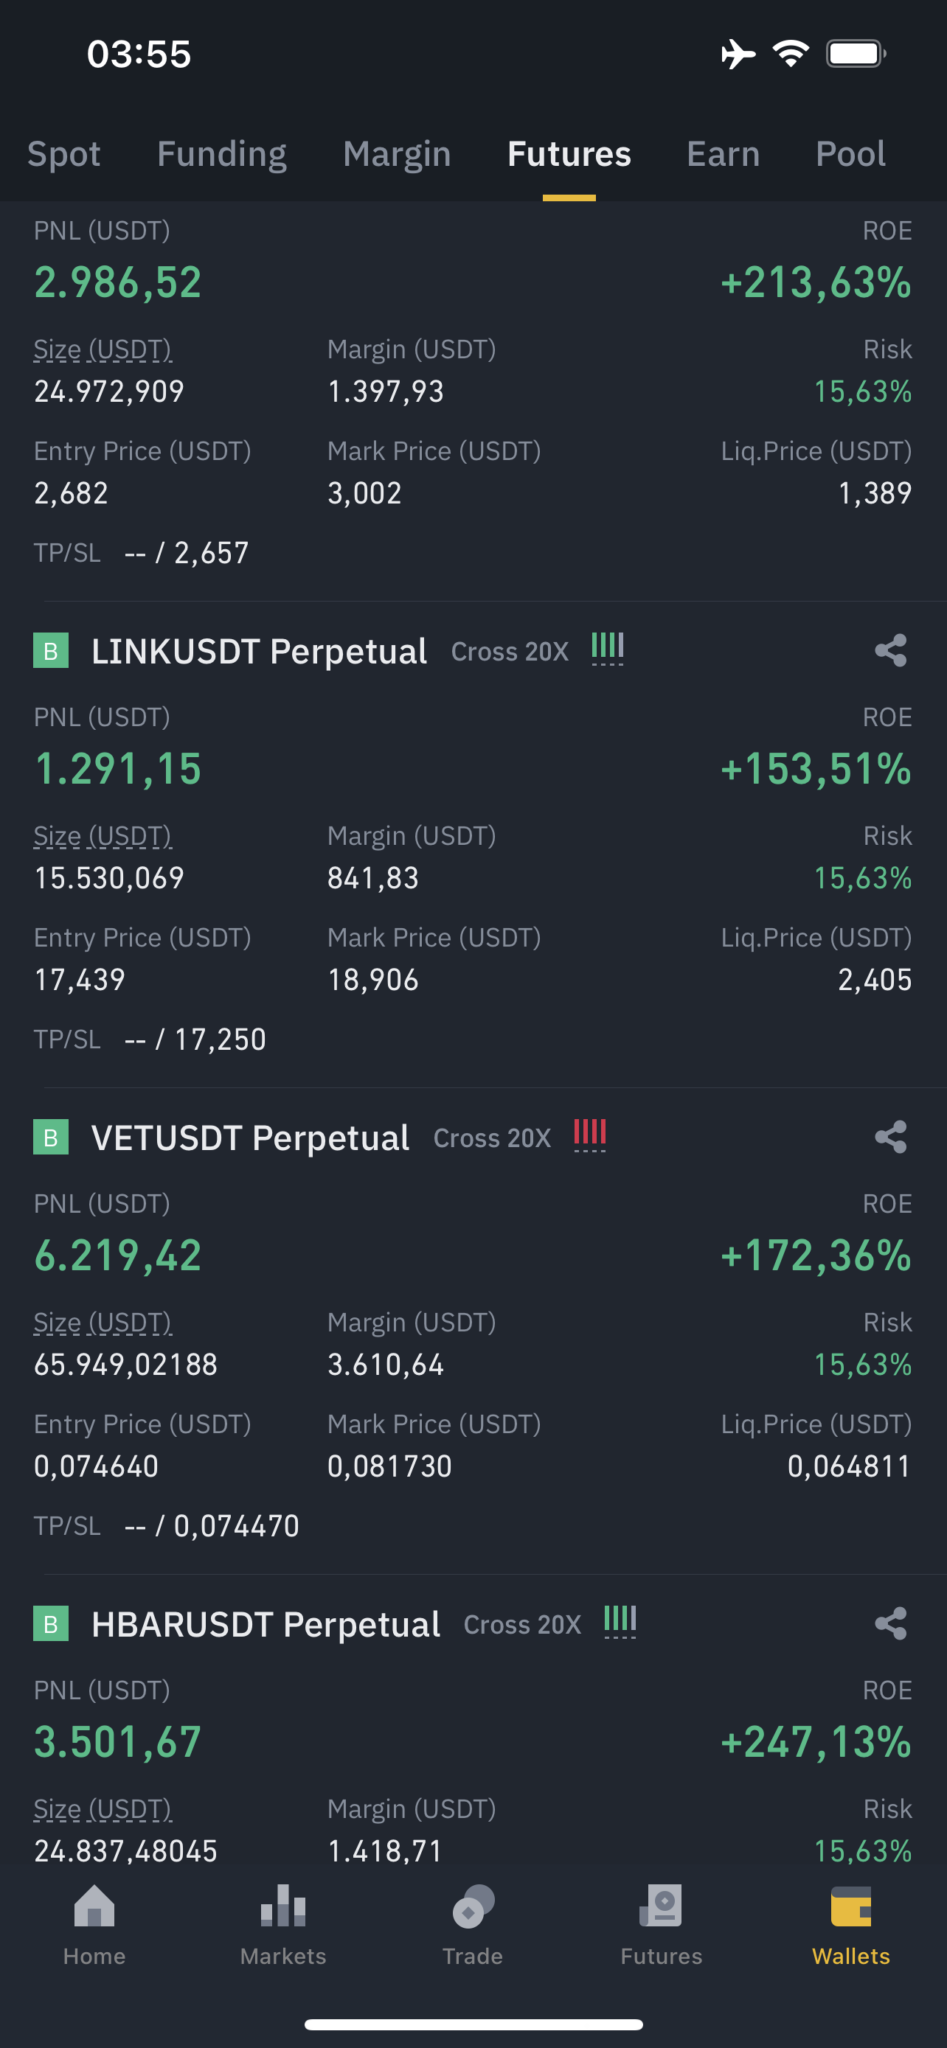 03:55
Spot Funding Margin Futures Earn Pool
PNL (USDT) ROE
2.986,52 +213,63%
Size (USDT) Margin (USDT) Risk
24.972,909 1.397,93 15,63%
Entry Price (USDT) Mark Price (USDT) Liq.Price (USDT)
2,682 3,002 1,389
TP/SL -- / 2,657
B LINKUSDT Perpetual Cross 20X
PNL (USDT) ROE
1.291,15 +153,51%
Size (USDT) Margin (USDT) Risk
15.530,069 841,83 15,63%
Entry Price (USDT) Mark Price (USDT) Liq.Price (USDT)
17,439 18,906 2,405
TP/SL -- / 17,250
B VETUSDT Perpetual Cross 20X
PNL (USDT) ROE
6.219,42 +172,36%
Size (USDT) Margin (USDT) Risk
65.949,02188 3.610,64 15,63%
Entry Price (USDT) Mark Price (USDT) Liq.Price (USDT)
0,074640 0,081730 0,064811
TP/SL -- / 0,074470
B HBARUSDT Perpetual Cross 20X
PNL (USDT) ROE
3.501,67 +247,13%
Size (USDT) Margin (USDT) Risk
24.837,48045 1.418,71 15,63%
Home Markets Trade Futures Wallets